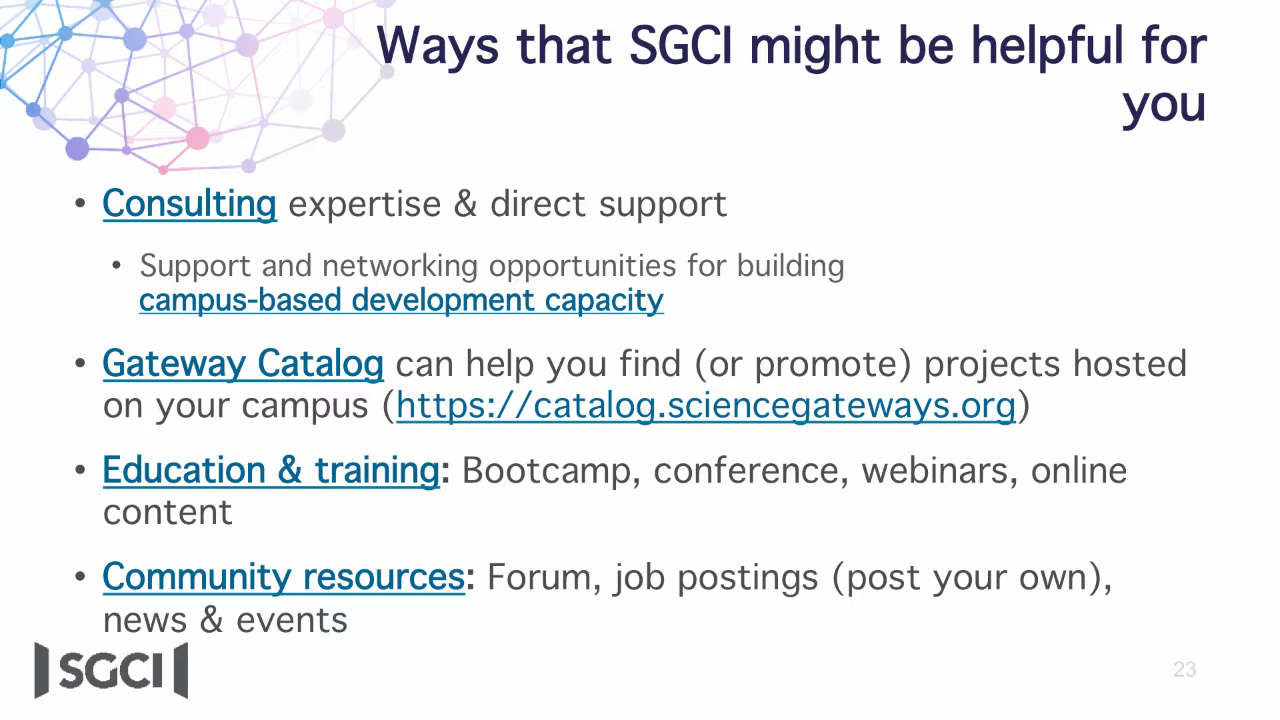 Ways that SGCI might be helpful for
you
• Consulting expertise & direct support
• Support and networking opportunities for building
campus-based development capacity
• Gateway Catalog can help you find (or promote) projects hosted
on your campus (https://catalog.sciencegateways.org)
• Education & training: Bootcamp, conference, webinars, online
content
• Community resources: Forum, job postings (post your own),
news & events
SGCI
23